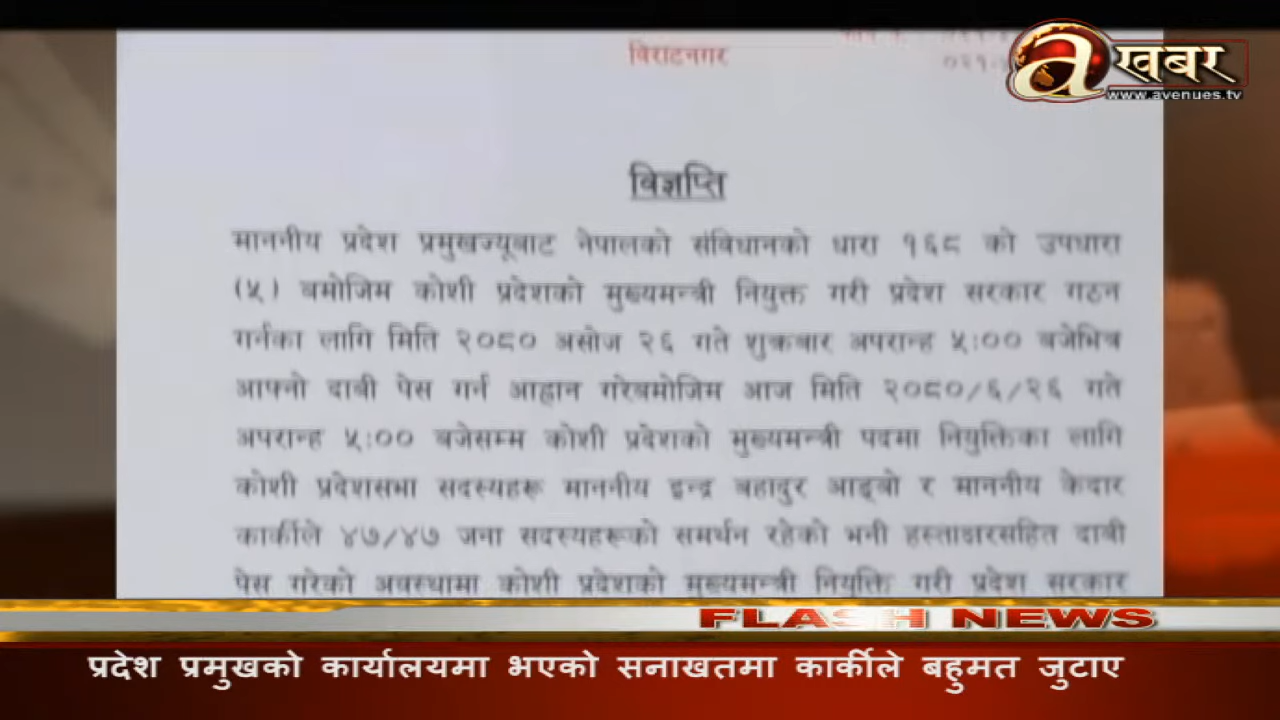 विराटनगर
खबर
www.avenues.tv
विज्ञप्ति
माननीय प्रदेश प्रमुखज्यूबाट नेपालको संविधानको धारा १६८ को उपधारा
(५) बमोजिम कोशी प्रदेशको मुख्यमन्त्री नियुक्त गरी प्रदेश सरकार गठन
गर्नका लागि मिति २०८० असोज २६ गते शुक्रबार अपरान्ह ५:०० बजेभित्र
आफ्नो दाबी पेस गर्न आह्वान गरेबमोजिम आज मिति २०८०/६/२६ गते
अपरान्ह ५:०० बजेसम्म कोशी प्रदेशको मुख्यमन्त्री पदमा नियुक्तिका लागि
कोशी प्रदेशसभा सदस्यहरू माननीय इन्द्र बहादुर आङ्बो र माननीय केदार
कार्कीले ४७/४७ जना सदस्यहरूको समर्थन रहेको भनी हस्ताक्षरसहित दाबी
पेस गरेको अवस्थामा कोशी प्रदेशको मुख्यमन्त्री नियुक्ति गरी प्रदेश सरकार
FLASH NEWS
प्रदेश प्रमुखको कार्यालयमा भएको सनाखतमा कार्कीले बहुमत जुटाए